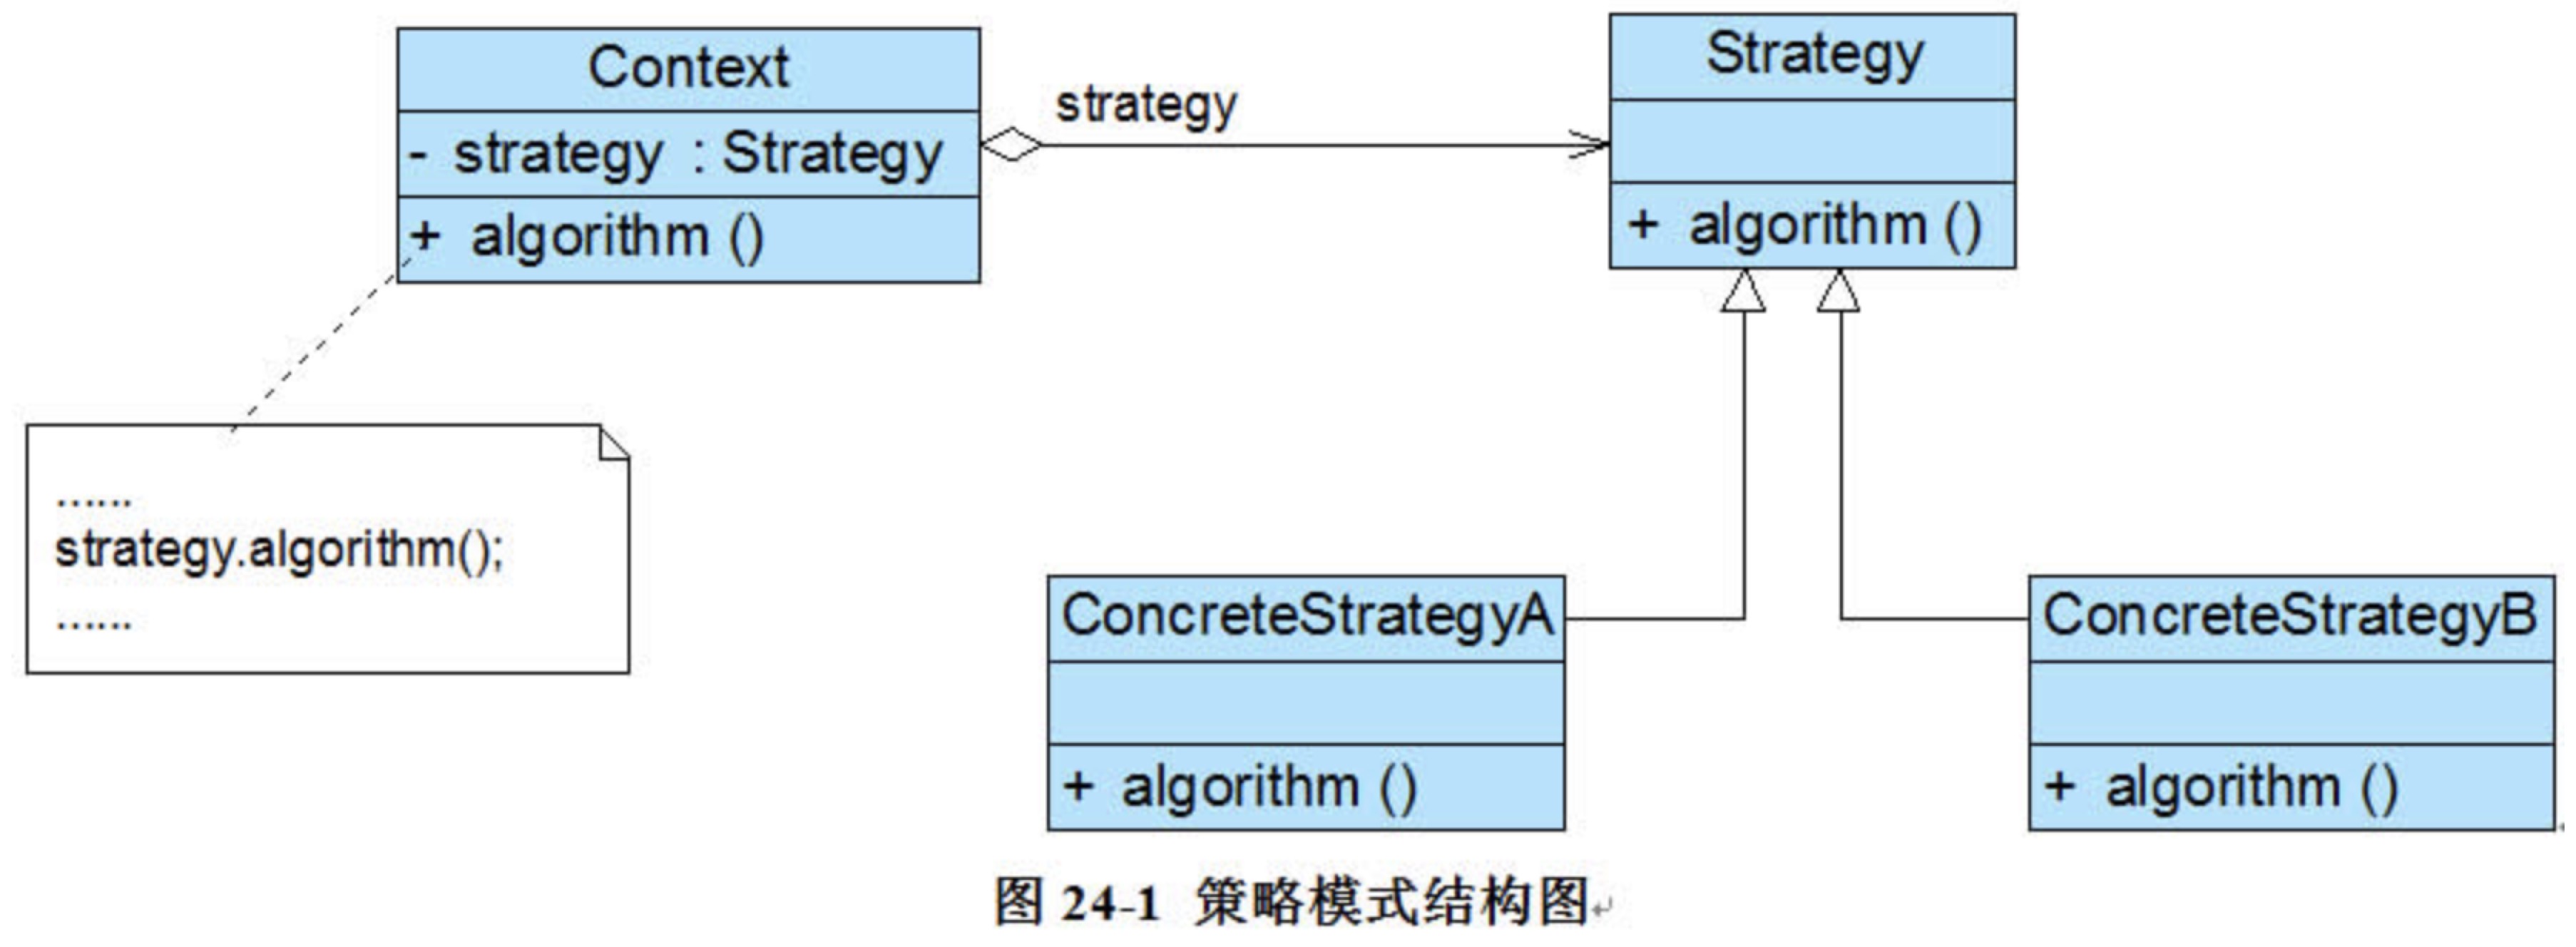 Context
- strategy : Strategy
+ algorithm ()
strategy
Strategy
+ algorithm ()
......
strategy.algorithm();
......
ConcreteStrategyA
+ algorithm ()
ConcreteStrategyB
+ algorithm ()
图 24-1 策略模式结构图